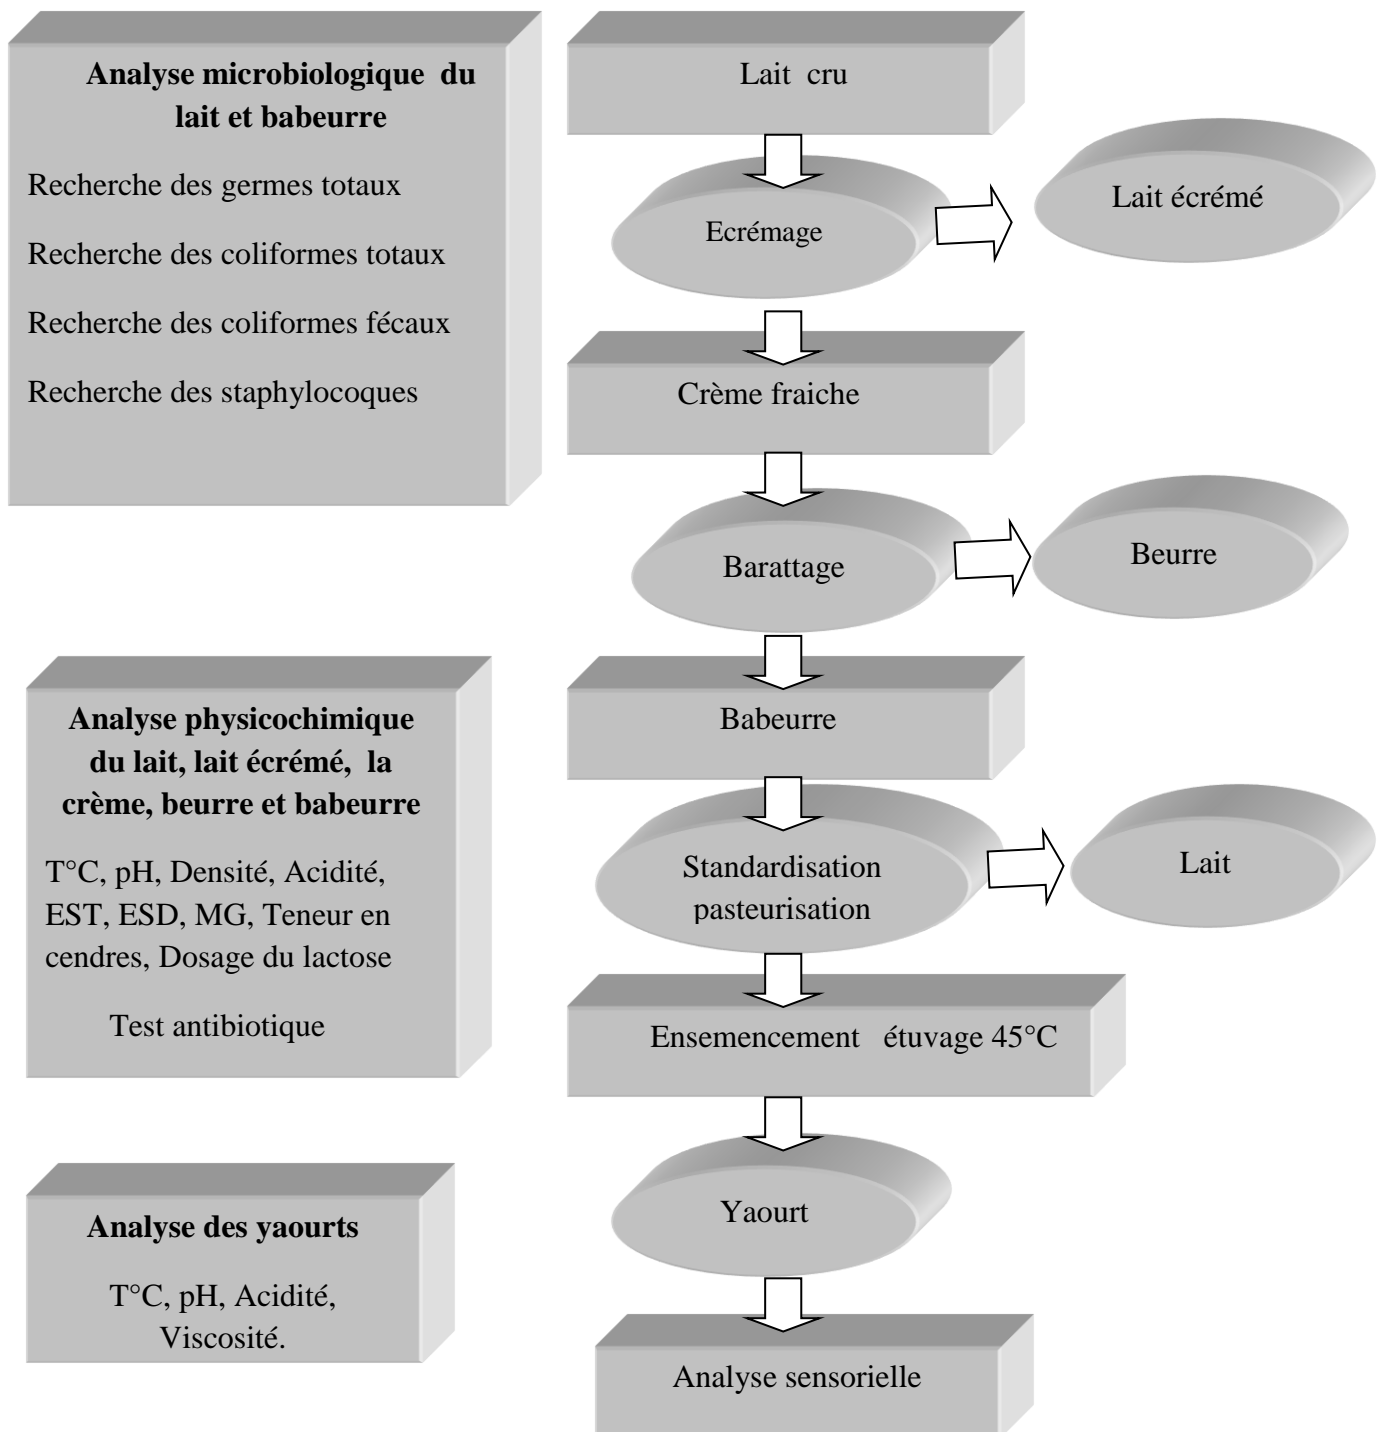 Analyse microbiologique du
lait et babeurre
Recherche des germes totaux
Recherche des coliformes totaux
Recherche des coliformes fécaux
Recherche des staphylocoques
Lait cru
Ecrémage
Lait écrémé
Crème fraiche
Barattage
Beurre
Babeurre
Analyse physicochimique
du lait, lait écrémé, la
crème, beurre et babeurre
T°C, pH, Densité, Acidité,
EST, ESD, MG, Teneur en
cendres, Dosage du lactose
Test antibiotique
Standardisation
pasteurisation
Lait
Ensemencement étuvage 45°C
Yaourt
Analyse des yaourts
T°C, pH, Acidité,
Viscosité.
Analyse sensorielle